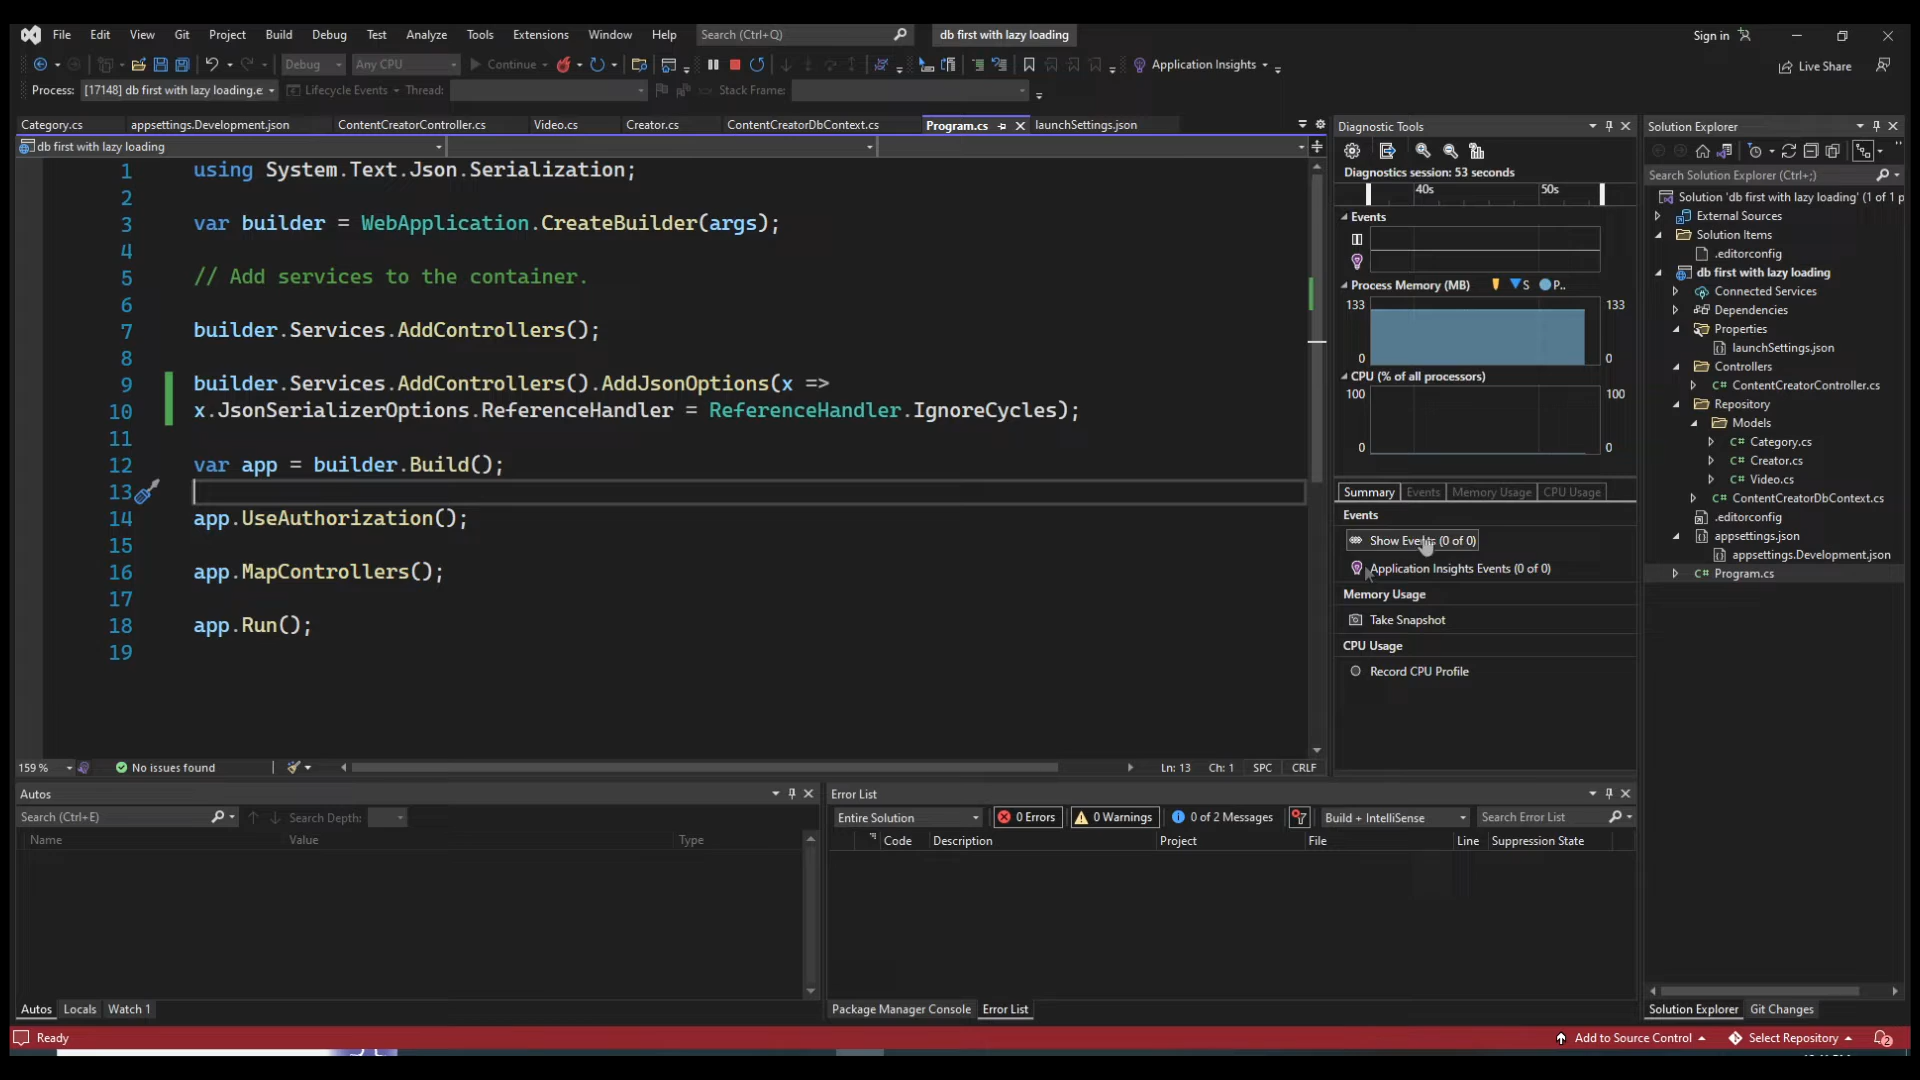 File Edit View Git Project Build Debug Test Analyze Tools Extensions Window Help Search (Ctrl+Q) db first with lazy loading Sign in
Debug Any CPU Continue Application Insights Live Share
Process: [17148] db first with lazy loading.e Lifecycle Events Thread: Stack Frame:
Category.cs appsettings.Development.json ContentCreatorController.cs Video.cs Creator.cs ContentCreatorDbContext.cs Program.cs launchSettings.json
db first with lazy loading
1 using System.Text.Json.Serialization;
2
3 var builder = WebApplication.CreateBuilder(args);
4
5 // Add services to the container.
6
7 builder.Services.AddControllers();
8
9 builder.Services.AddControllers().AddJsonOptions(x =>
10 x.JsonSerializerOptions.ReferenceHandler = ReferenceHandler.IgnoreCycles);
11
12 var app = builder.Build();
13
14 app.UseAuthorization();
15
16 app.MapControllers();
17
18 app.Run();
19
159 % No issues found Ln: 13 Ch: 1 SPC CRLF
Diagnostic Tools
Diagnostics session: 53 seconds
40s 50s
Events
Process Memory (MB) S P..
133 133
0 0
CPU (% of all processors)
100 100
0 0
Summary Events Memory Usage CPU Usage
Events
Show Events (0 of 0)
Application Insights Events (0 of 0)
Memory Usage
Take Snapshot
CPU Usage
Record CPU Profile
Solution Explorer
Search Solution Explorer (Ctrl+;)
Solution 'db first with lazy loading' (1 of 1 p
External Sources
Solution Items
.editorconfig
db first with lazy loading
Connected Services
Dependencies
Properties
launchSettings.json
Controllers
C# ContentCreatorController.cs
Repository
Models
C# Category.cs
C# Creator.cs
C# Video.cs
C# ContentCreatorDbContext.cs
.editorconfig
appsettings.json
appsettings.Development.json
C# Program.cs
Solution Explorer Git Changes
Autos
Search (Ctrl+E) Search Depth:
Name Value Type
Autos Locals Watch 1
Error List
Entire Solution 0 Errors 0 Warnings 0 of 2 Messages Build + IntelliSense Search Error List
Code Description Project File Line Suppression State
Package Manager Console Error List
Ready Add to Source Control Select Repository 2